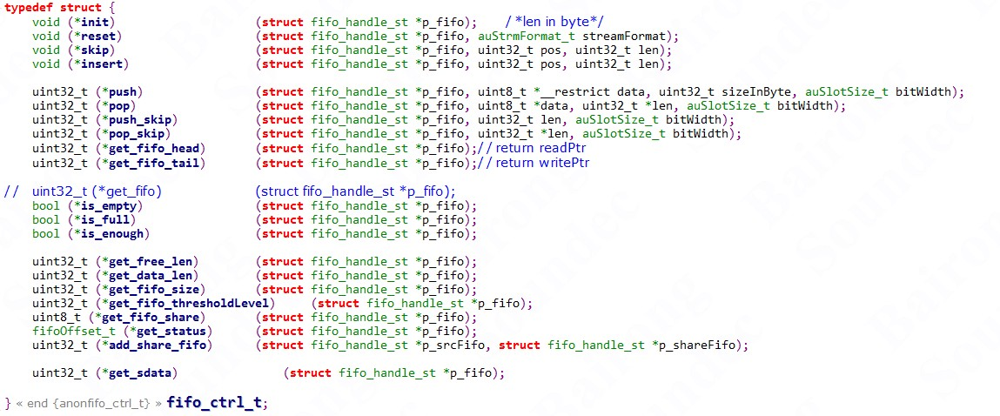 typedef struct {
void (*init) (struct fifo_handle_st *p_fifo); / *len in byte*/
void (*reset) (struct fifo_handle_st *p_fifo, auStrmFormat_t streamFormat);
void (*skip) (struct fifo_handle_st *p_fifo, uint32_t pos, uint32_t len);
void (*insert) (struct fifo_handle_st *p_fifo, uint32_t pos, uint32_t len);
uint32_t (*push) (struct fifo_handle_st *p_fifo, uint8_t *__restrict data, uint32_t sizeInByte, auSlotSize_t bitWidth);
uint32_t (*pop) (struct fifo_handle_st *p_fifo, uint8_t *data, uint32_t *len, auSlotSize_t bitWidth);
uint32_t (*push_skip) (struct fifo_handle_st *p_fifo, uint32_t len, auSlotSize_t bitWidth);
uint32_t (*pop_skip) (struct fifo_handle_st *p_fifo, uint32_t *len, auSlotSize_t bitWidth);
uint32_t (*get_fifo_head) (struct fifo_handle_st *p_fifo);// return readPtr
uint32_t (*get_fifo_tail) (struct fifo_handle_st *p_fifo);// return writePtr
// uint32_t (*get_fifo) (struct fifo_handle_st *p_fifo);
bool (*is_empty) (struct fifo_handle_st *p_fifo);
bool (*is_full) (struct fifo_handle_st *p_fifo);
bool (*is_enough) (struct fifo_handle_st *p_fifo);
uint32_t (*get_free_len) (struct fifo_handle_st *p_fifo);
uint32_t (*get_data_len) (struct fifo_handle_st *p_fifo);
uint32_t (*get_fifo_size) (struct fifo_handle_st *p_fifo);
uint32_t (*get_fifo_thresholdLevel) (struct fifo_handle_st *p_fifo);
uint8_t (*get_fifo_share) (struct fifo_handle_st *p_fifo);
fifoOffset_t (*get_status) (struct fifo_handle_st *p_fifo);
uint32_t (*add_share_fifo) (struct fifo_handle_st *p_srcFifo, struct fifo_handle_st *p_shareFifo);
uint32_t (*get_sdata) (struct fifo_handle_st *p_fifo);
} « end {anonfifo_ctrl_t} » fifo_ctrl_t;